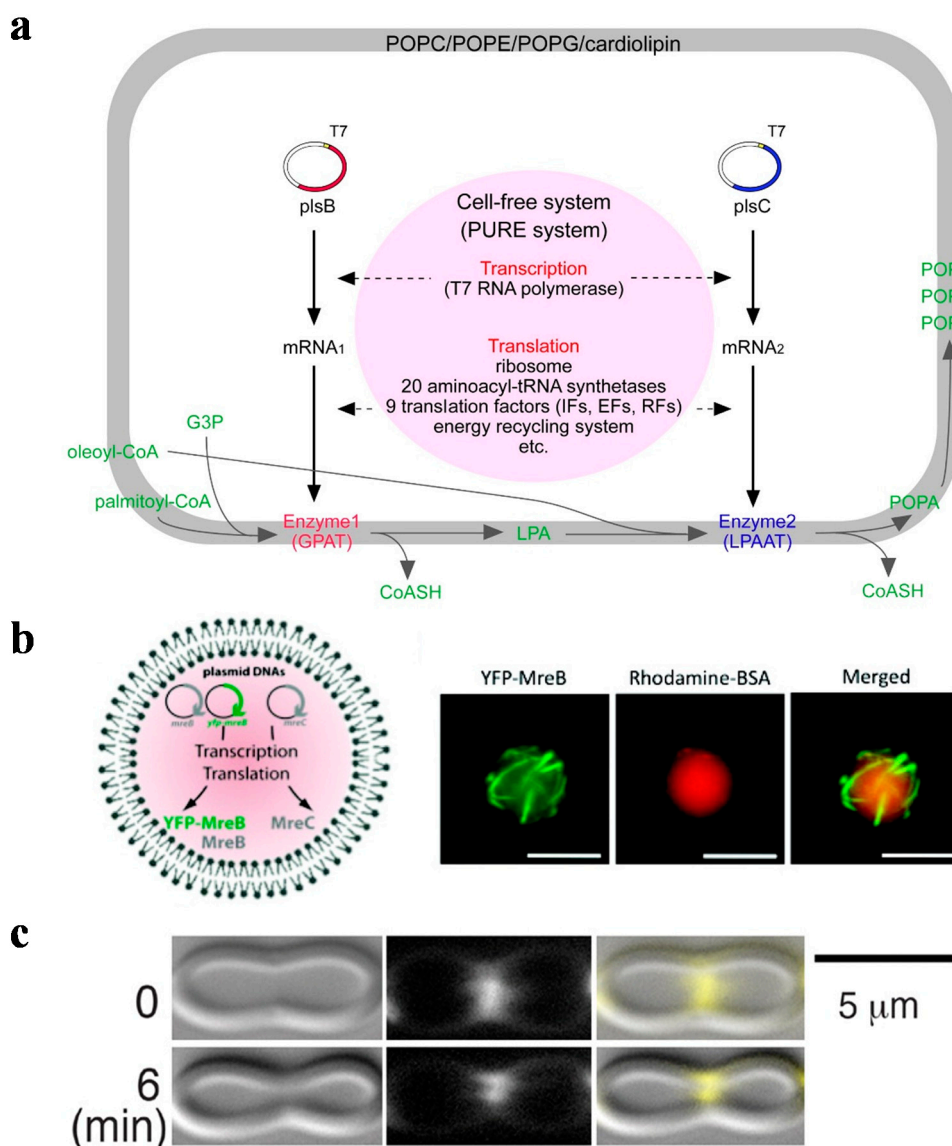 a
POPC/POPE/POPG/cardiolipin
T7
T7
plsB
plsC
Cell-free system
(PURE system)
Transcription
(T7 RNA polymerase)
mRNA1
mRNA2
Translation
ribosome
20 aminoacyl-tRNA synthetases
9 translation factors (IFs, EFs, RFs)
energy recycling system
etc.
POP
POP
POP
G3P
oleoyl-CoA
palmitoyl-CoA
Enzyme1
(GPAT)
LPA
Enzyme2
(LPAAT)
POPA
CoASH
CoASH
b
plasmid DNAs
mreB
yfp-mreB
mreC
Transcription
Translation
YFP-MreB
MreB
MreC
YFP-MreB
Rhodamine-BSA
Merged
c
0
5 μm
6
(min)